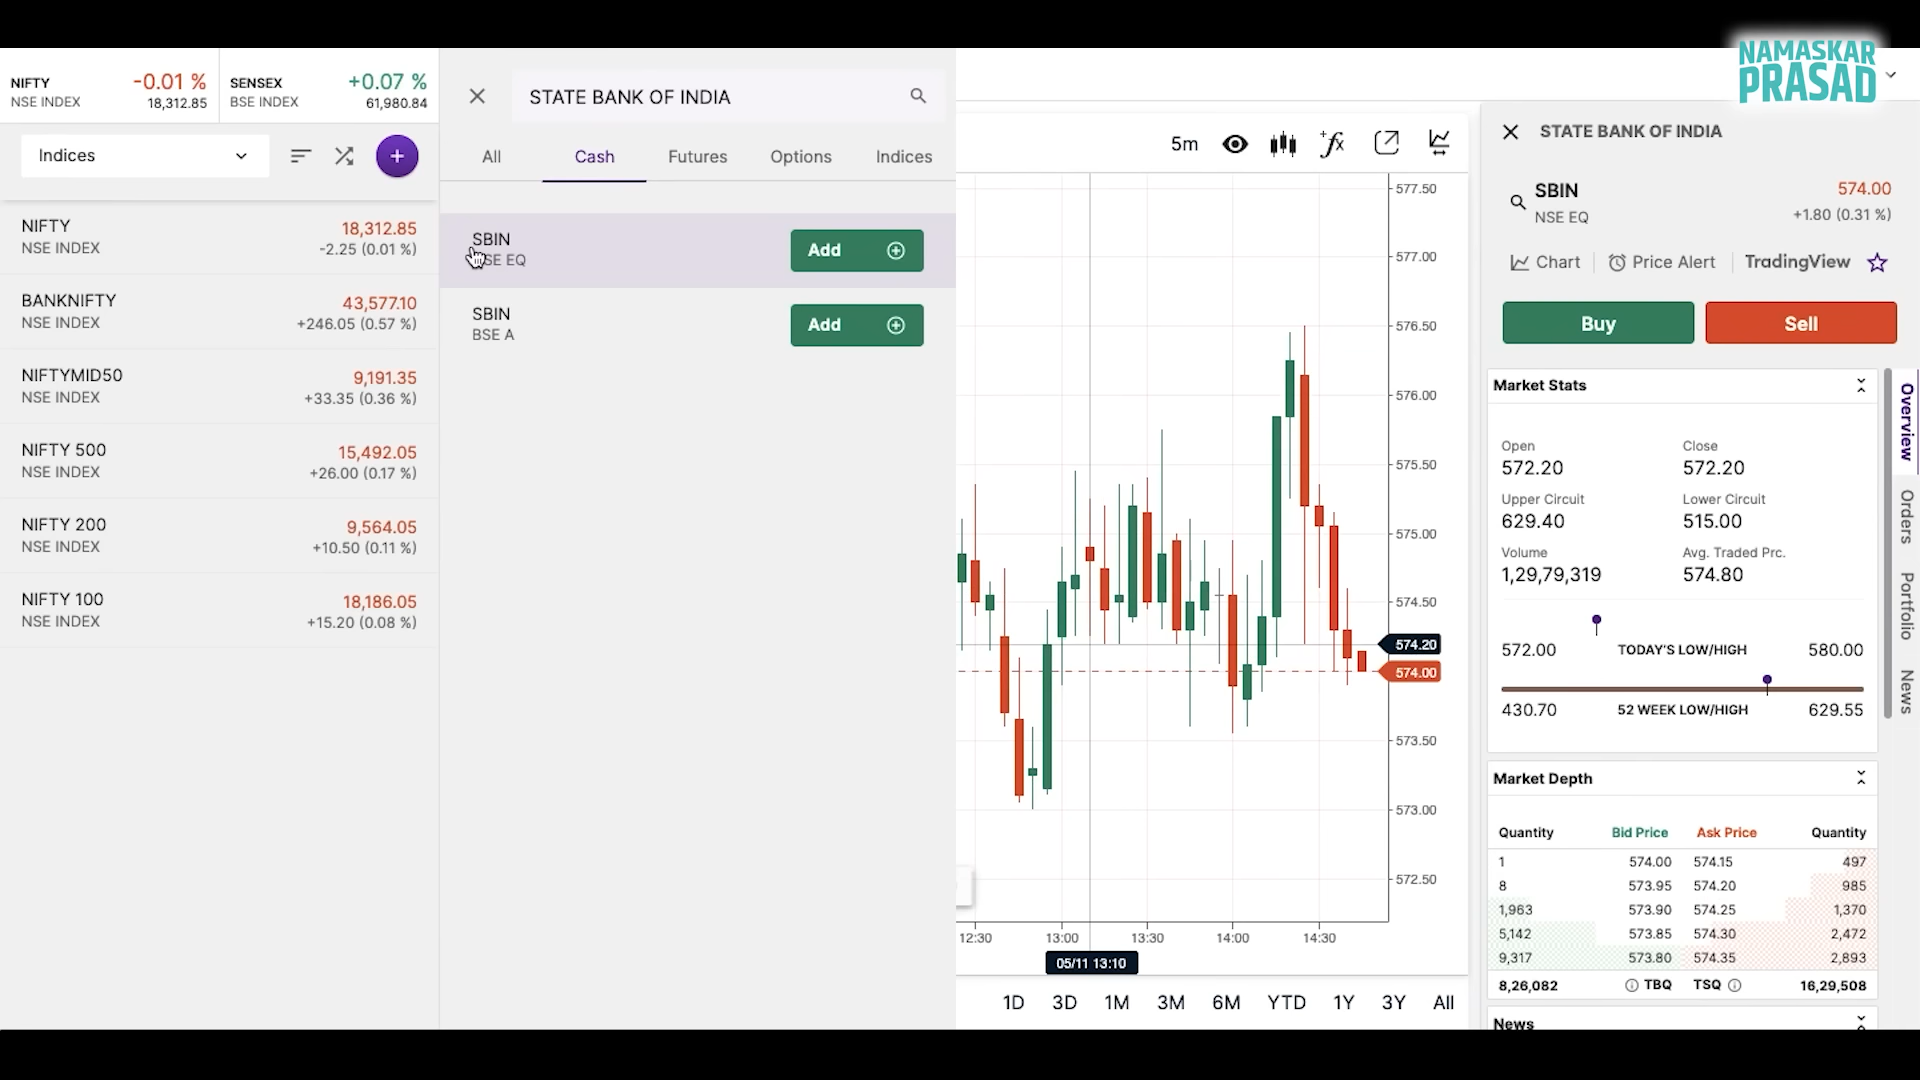 NAMASKAR
PRASAD
NIFTY
-0.01 %
NSE INDEX
18,312.85
SENSEX
+0.07 %
BSE INDEX
61,980.84
Indices
+
NIFTY
18,312.85
NSE INDEX
-2.25 (0.01 %)
BANKNIFTY
43,577.10
NSE INDEX
+246.05 (0.57 %)
NIFTYMID50
9,191.35
NSE INDEX
+33.35 (0.36 %)
NIFTY 500
15,492.05
NSE INDEX
+26.00 (0.17 %)
NIFTY 200
9,564.05
NSE INDEX
+10.50 (0.11 %)
NIFTY 100
18,186.05
NSE INDEX
+15.20 (0.08 %)
STATE BANK OF INDIA
All Cash Futures Options Indices
SBIN
EQ
Add
SBIN
BSE A
Add
5m
fx
577.50
577.00
576.50
576.00
575.50
575.00
574.50
574.20
574.00
573.50
573.00
572.50
12:30 13:00 13:30 14:00 14:30
05/11 13:10
1D 3D 1M 3M 6M YTD 1Y 3Y All
STATE BANK OF INDIA
SBIN
574.00
NSE EQ
+1.80 (0.31 %)
Chart Price Alert TradingView
Buy Sell
Market Stats
Open Close
572.20 572.20
Upper Circuit Lower Circuit
629.40 515.00
Volume Avg. Traded Prc.
1,29,79,319 574.80
572.00 TODAY'S LOW/HIGH 580.00
430.70 52 WEEK LOW/HIGH 629.55
Market Depth
Quantity Bid Price Ask Price Quantity
1 574.00 574.15 497
8 573.95 574.20 985
1,963 573.90 574.25 1,370
5,142 573.85 574.30 2,472
9,317 573.80 574.35 2,893
8,26,082 TBQ TSQ 16,29,508
News
Overview
Orders
Portfolio
News